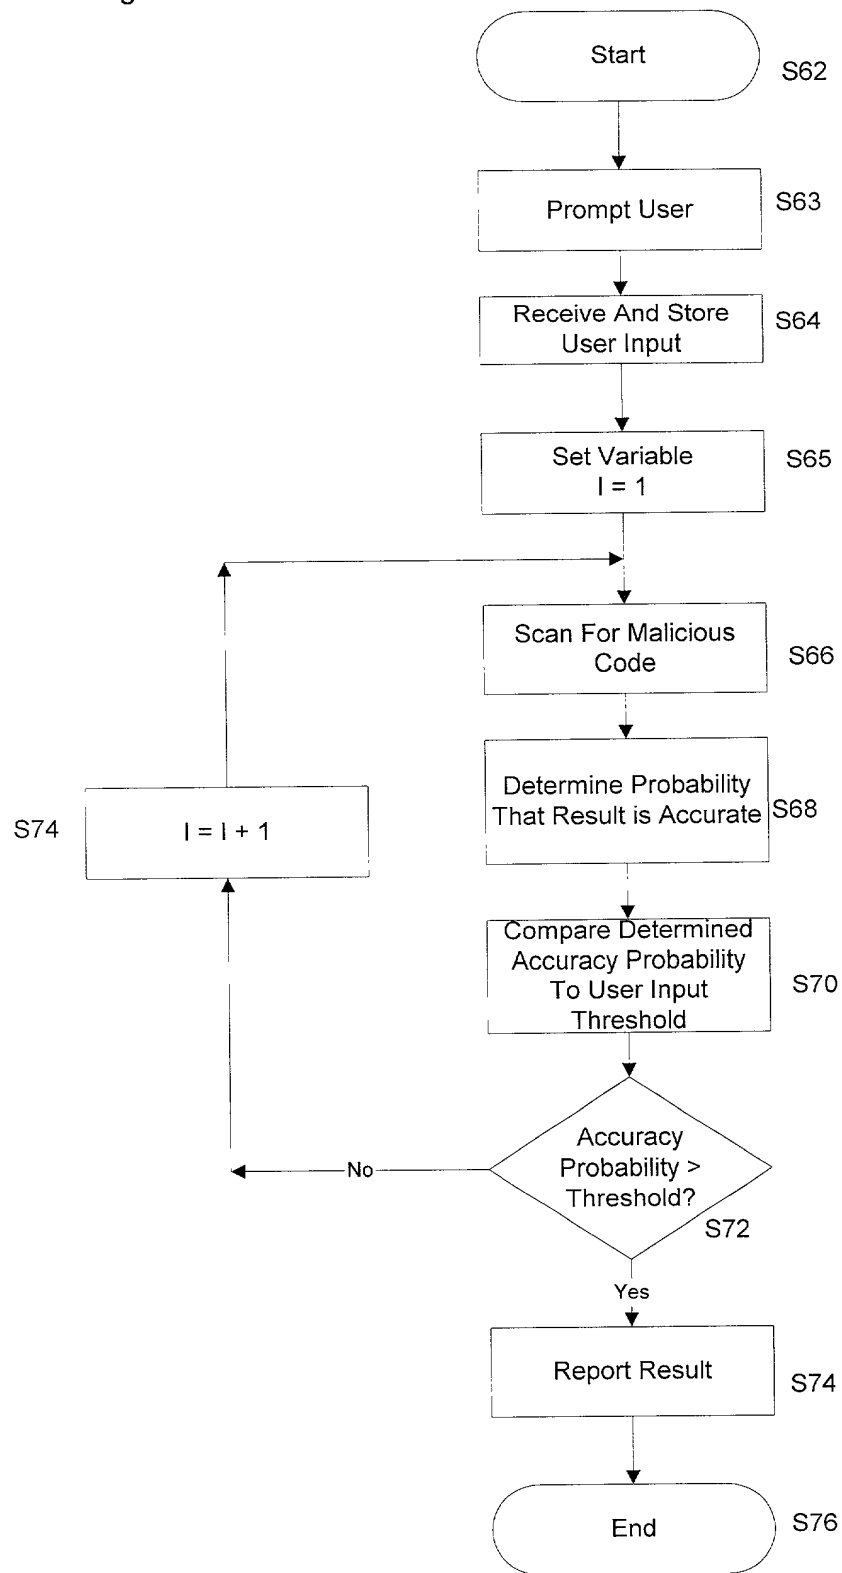 Start
S62
Prompt User
S63
Receive And Store
User Input
S64
Set Variable
I = 1
S65
Scan For Malicious
Code
S66
Determine Probability
That Result is Accurate
S68
S74
I = I + 1
Compare Determined
Accuracy Probability
To User Input
Threshold
S70
Accuracy
Probability >
Threshold?
S72
No
Yes
Report Result
S74
End
S76